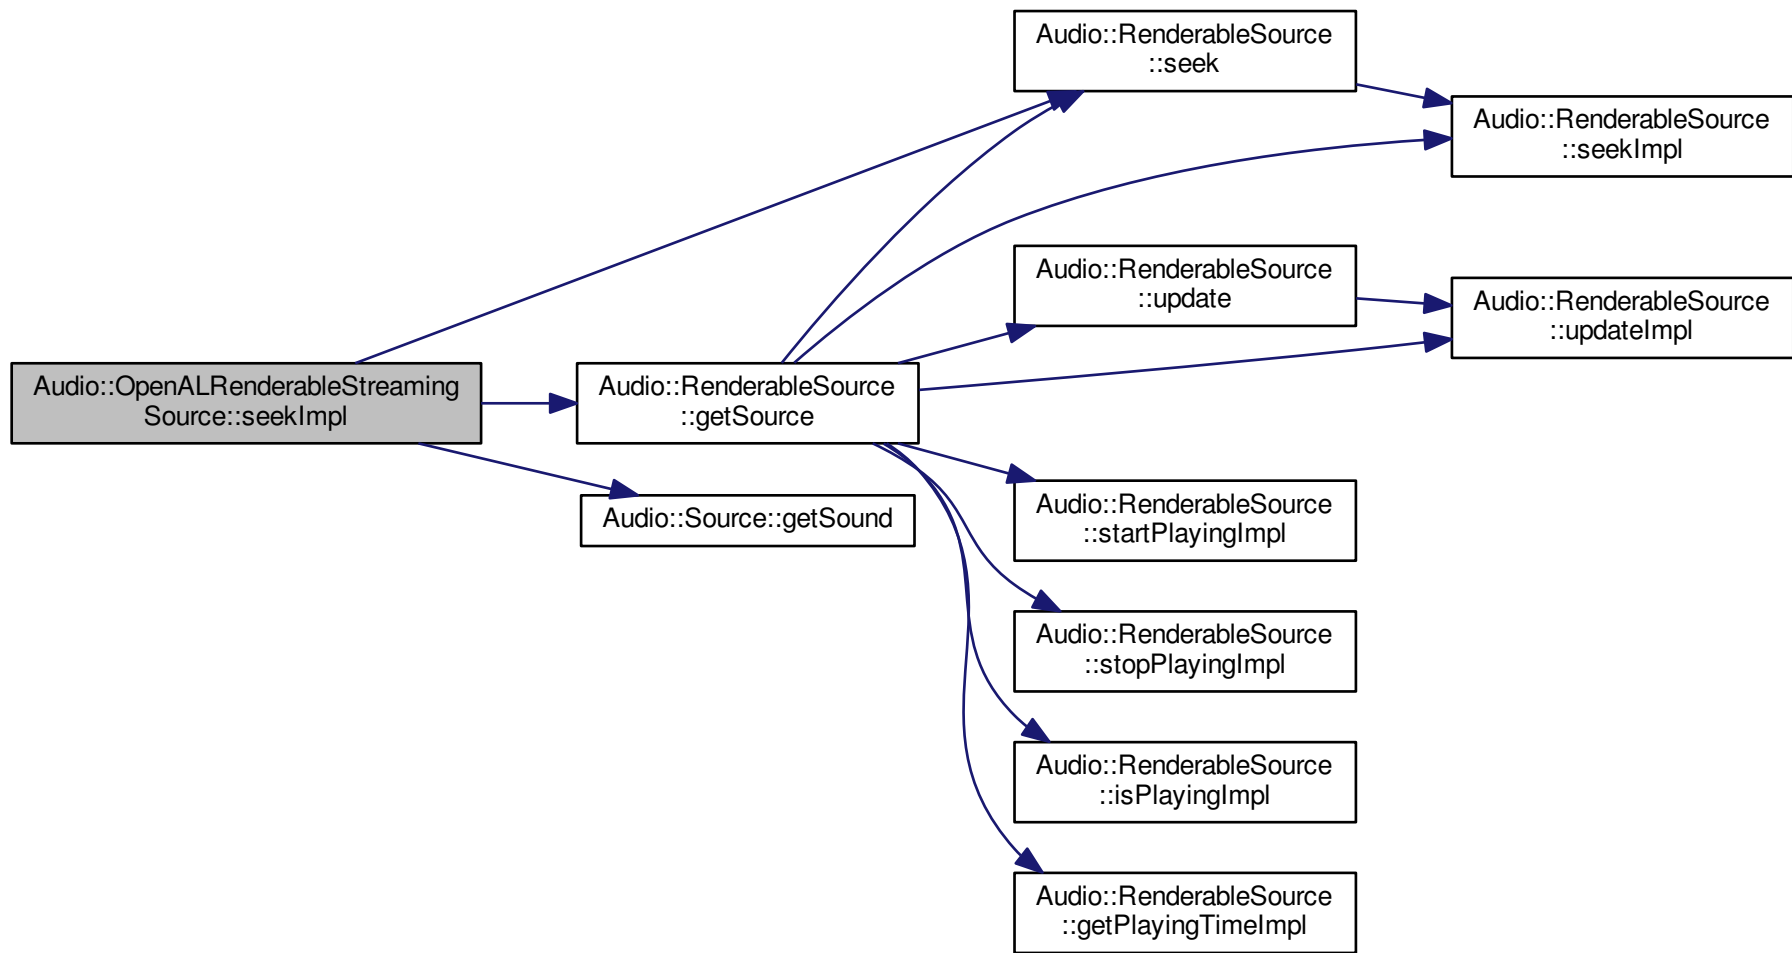 Audio::OpenALRenderableStreaming
Source::seekImpl
Audio::RenderableSource
::getSource
Audio::Source::getSound
Audio::RenderableSource
::seek
Audio::RenderableSource
::update
Audio::RenderableSource
::startPlayingImpl
Audio::RenderableSource
::stopPlayingImpl
Audio::RenderableSource
::isPlayingImpl
Audio::RenderableSource
::getPlayingTimeImpl
Audio::RenderableSource
::seekImpl
Audio::RenderableSource
::updateImpl